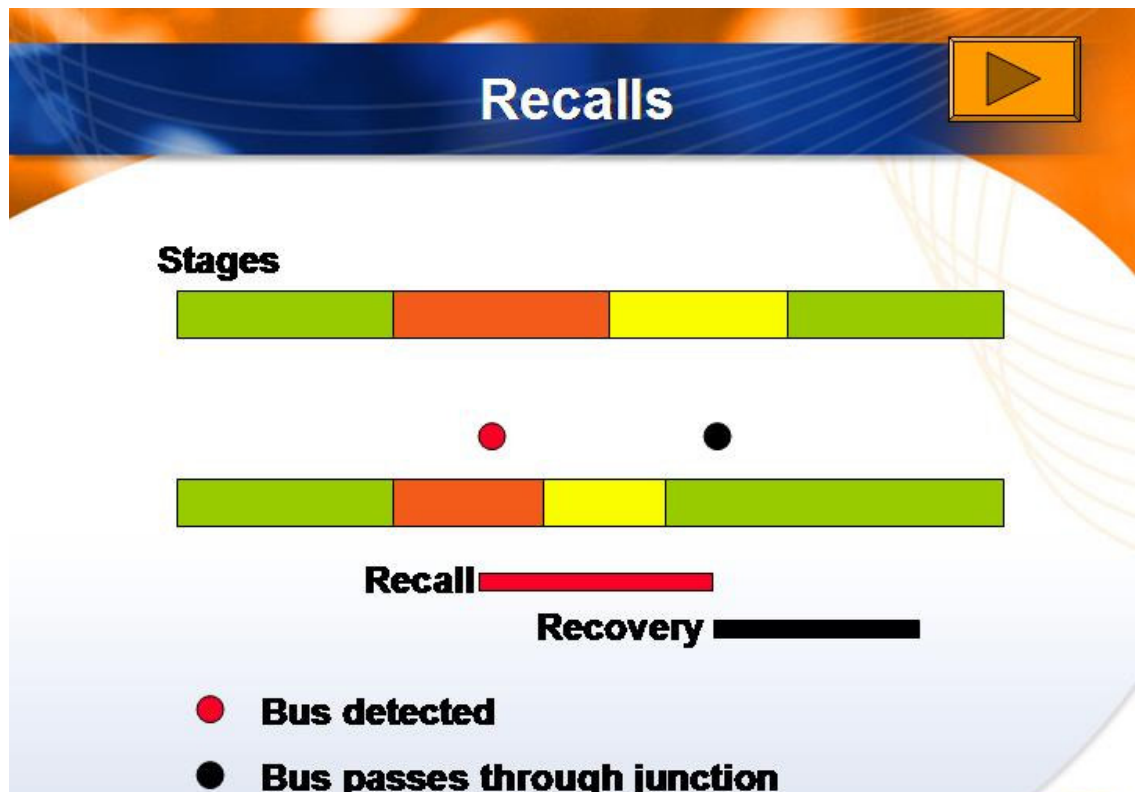 Recalls
Stages
Recall
Recovery
Bus detected
Bus passes through junction